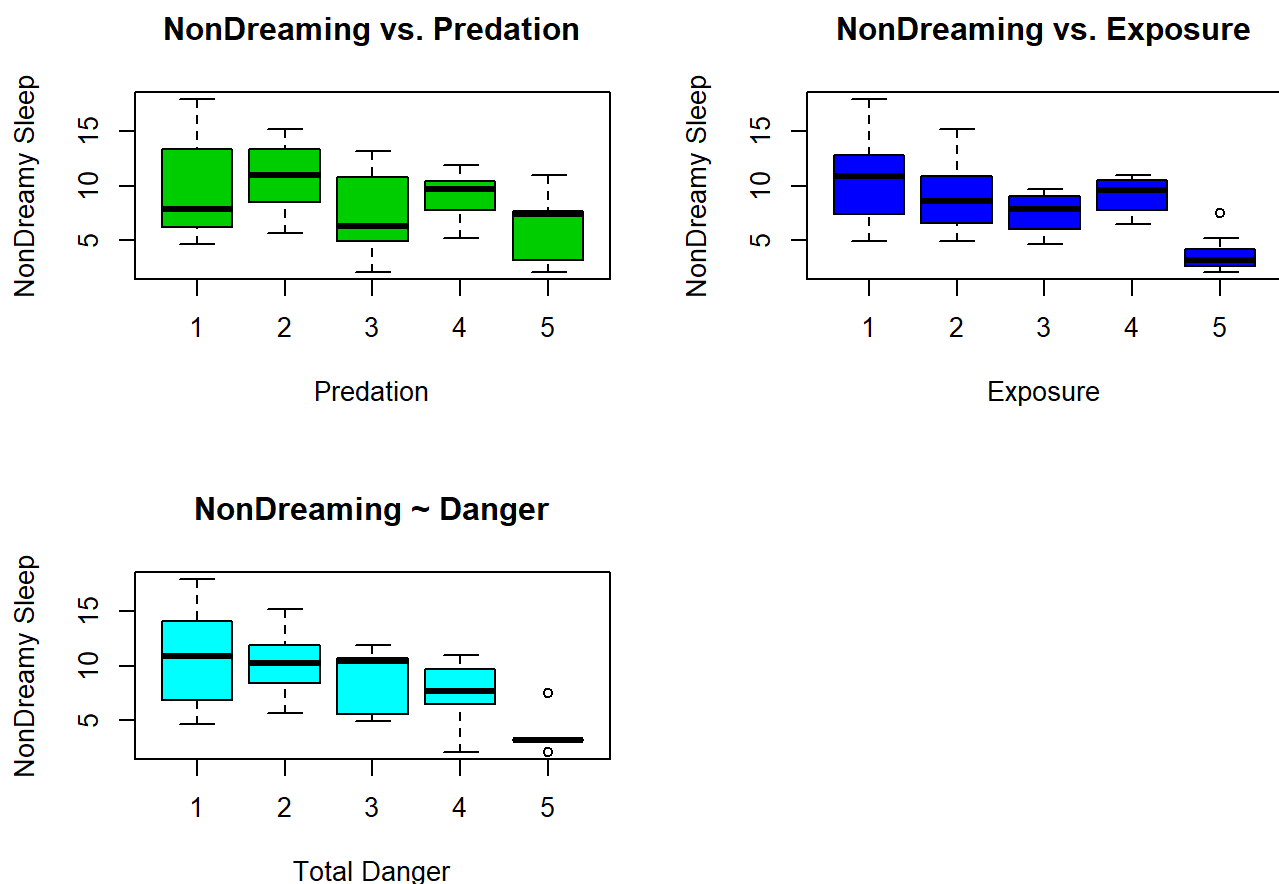 NonDreaming vs. Predation
NonDreamy Sleep
15
10
5
1 2 3 4 5
Predation
NonDreaming vs. Exposure
NonDreamy Sleep
15
10
5
1 2 3 4 5
Exposure
NonDreaming ~ Danger
NonDreamy Sleep
15
10
5
1 2 3 4 5
Total Danger